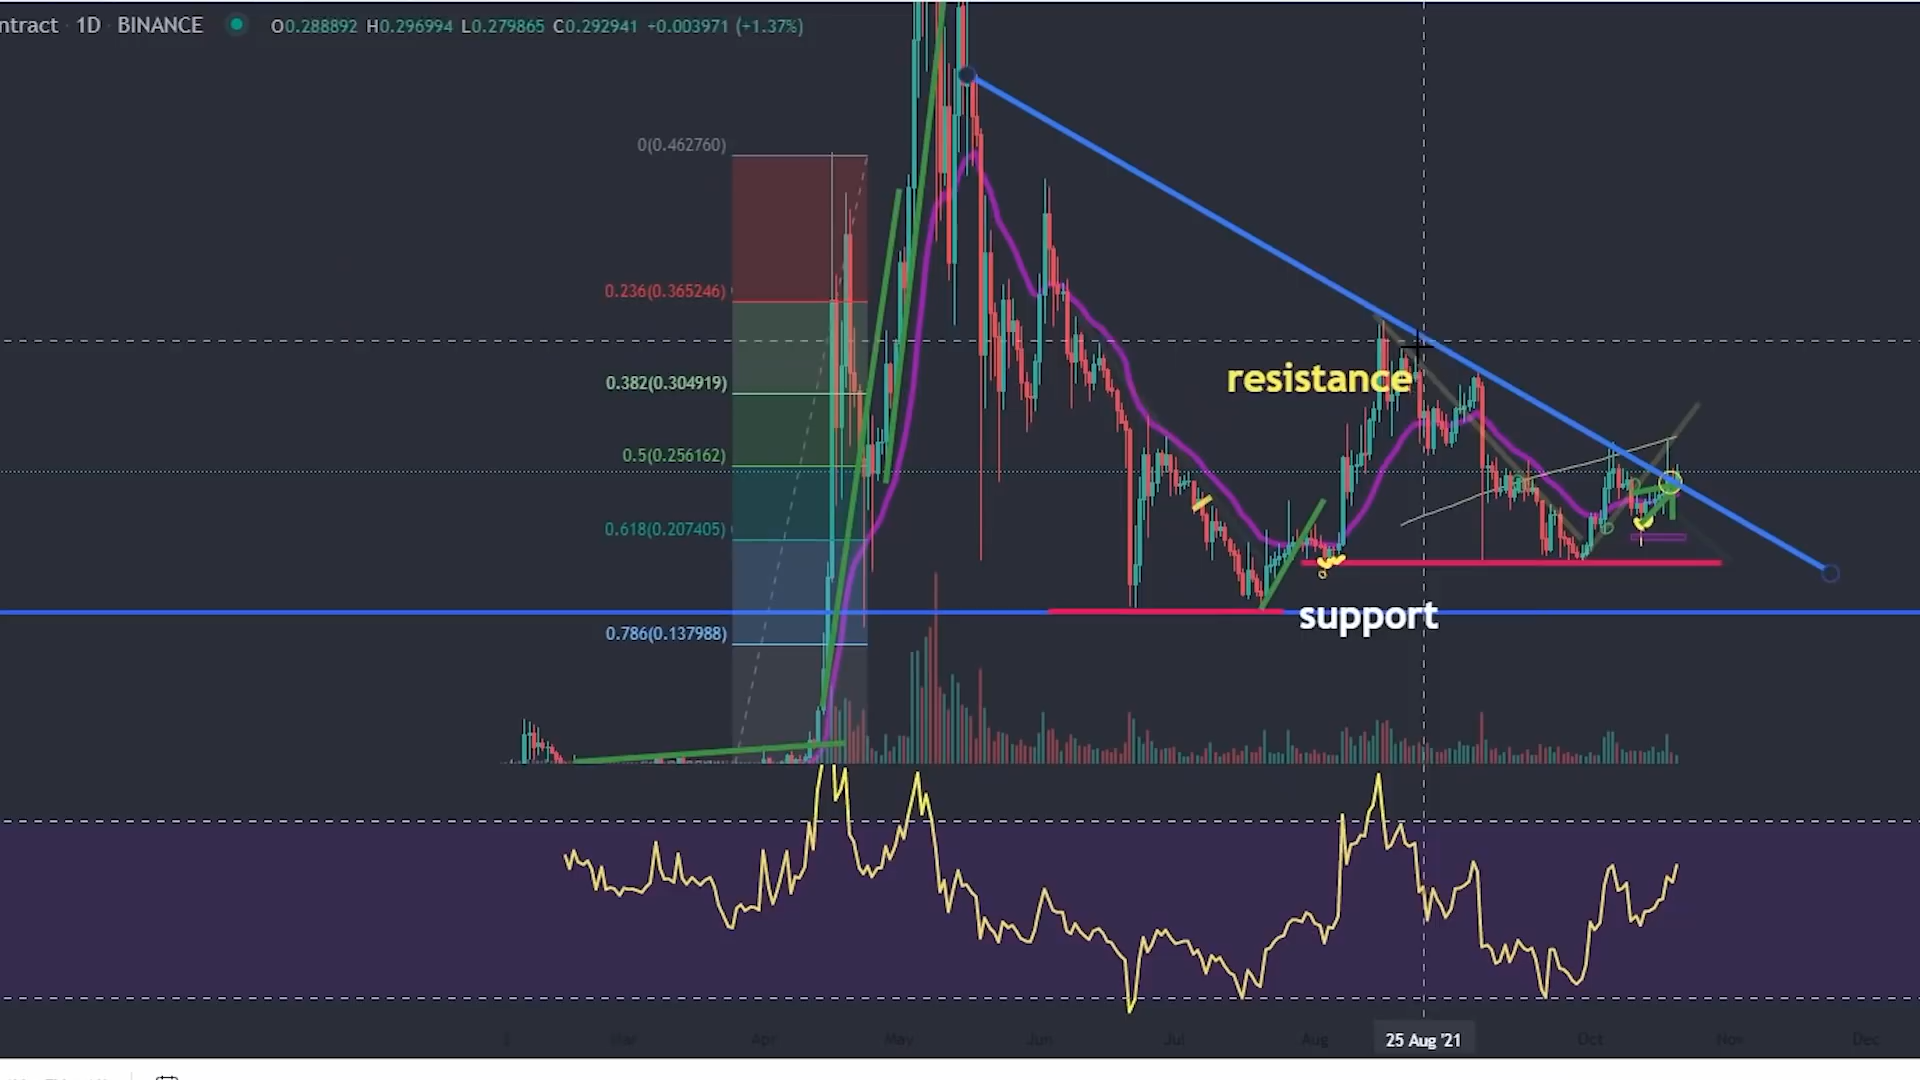 ntract · 1D · BINANCE O0.288892 H0.296994 L0.279865 C0.292941 +0.003971 (+1.37%)
0(0.462760)
0.236(0.365246)
0.382(0.304919)
0.5(0.256162)
0.618(0.207405)
0.786(0.137988)
resistance
support
Mar Apr May Jun Jul Aug 25 Aug '21 Oct Nov Dec